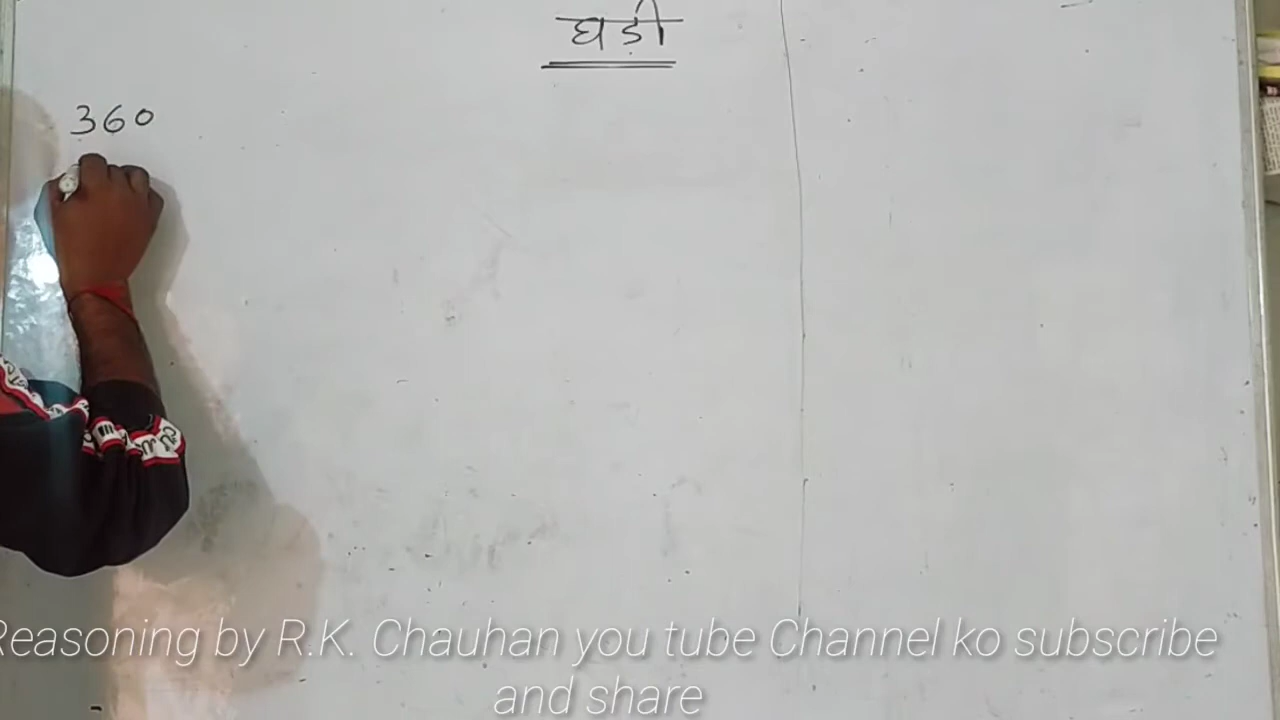 घड़ी
360
Reasoning by R.K. Chauhan you tube Channel ko subscribe
and share